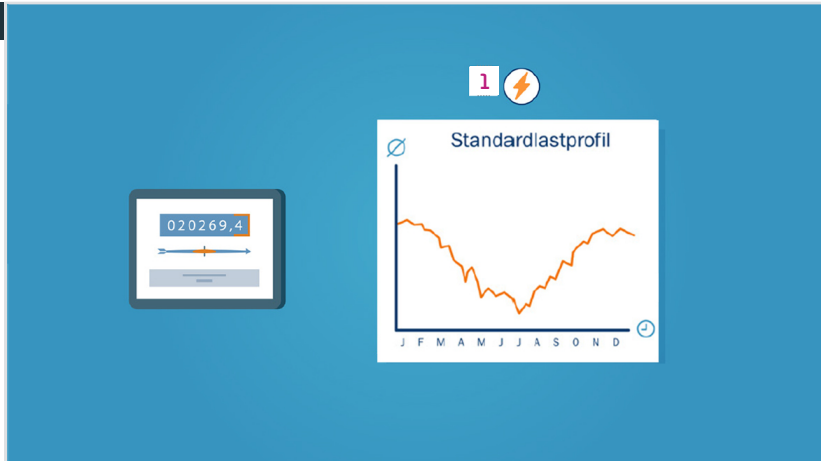 1
Standardlastprofil
Ø
020269,4
J F M A M J J A S O N D